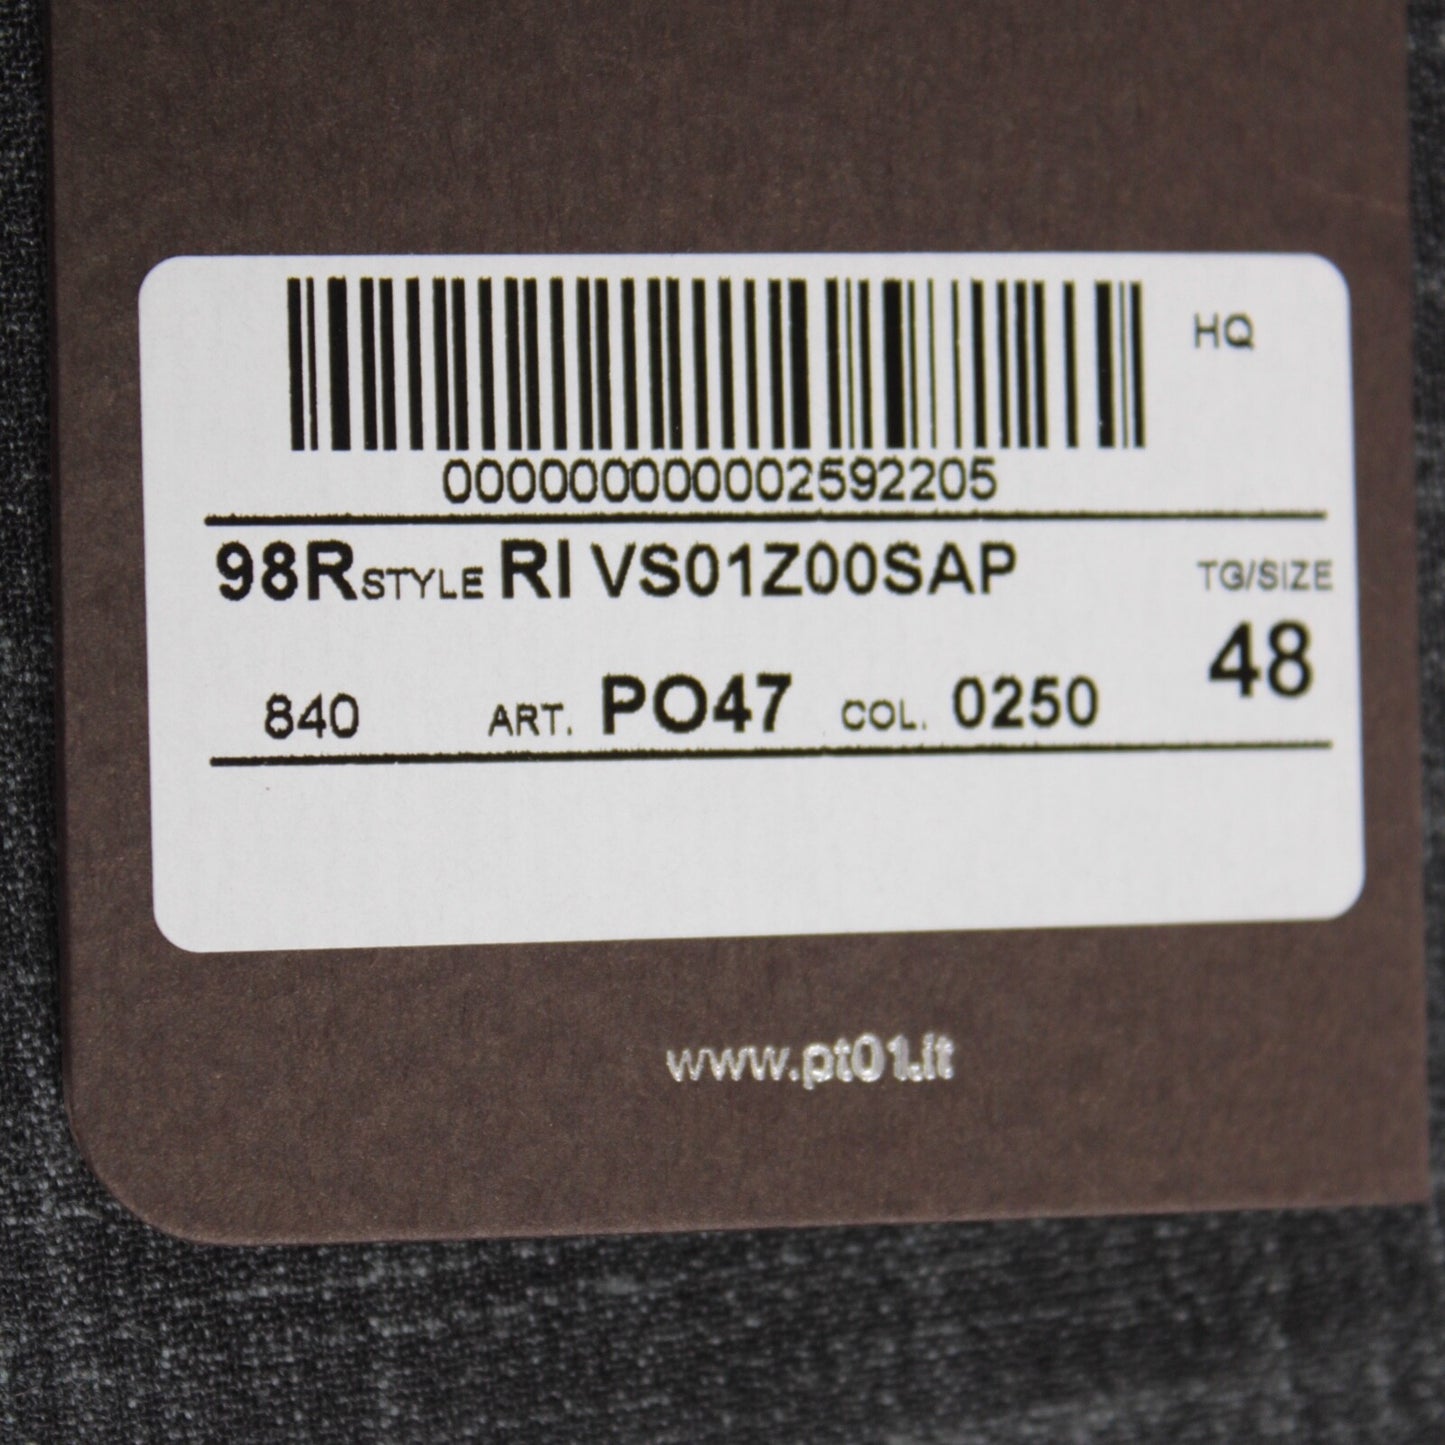 HQ
000000000002592205
98R STYLE RI VS01Z00SAP
TG/SIZE
48
840 ART. PO47 COL. 0250
www.pt01.it